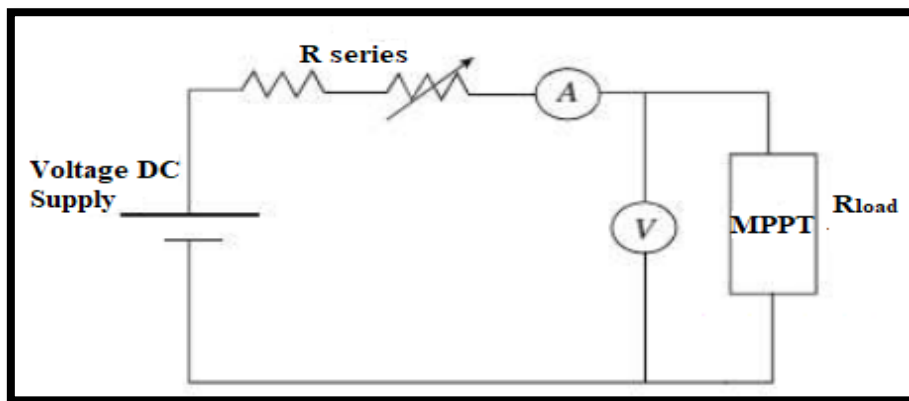 R series
A
Voltage DC
Supply
V
MPPT
Rload